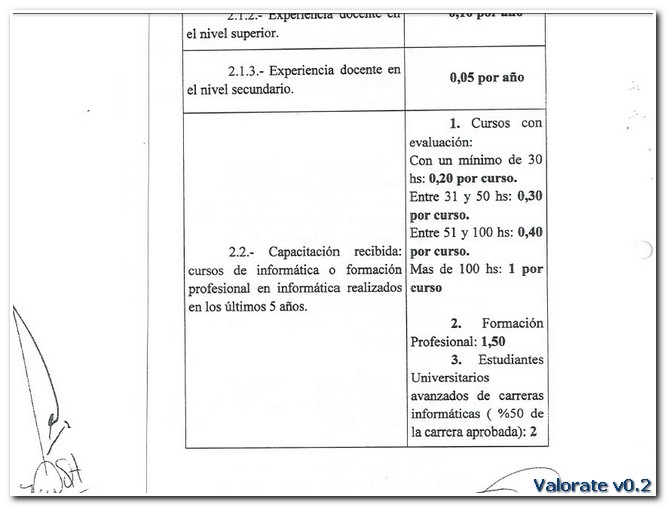 2.1.2.- Experiencia docente en
el nivel superior.
0,10 por año
2.1.3.- Experiencia docente en
el nivel secundario.
0,05 por año
2.2.- Capacitación recibida:
cursos de informática o formación
profesional en informática realizados
en los últimos 5 años.
1. Cursos con
evaluación:
Con un mínimo de 30
hs: 0,20 por curso.
Entre 31 y 50 hs: 0,30
por curso.
Entre 51 y 100 hs: 0,40
por curso.
Mas de 100 hs: 1 por
curso
2. Formación
Profesional: 1,50
3. Estudiantes
Universitarios
avanzados de carreras
informáticas ( %50 de
la carrera aprobada): 2
Valorate v0.2